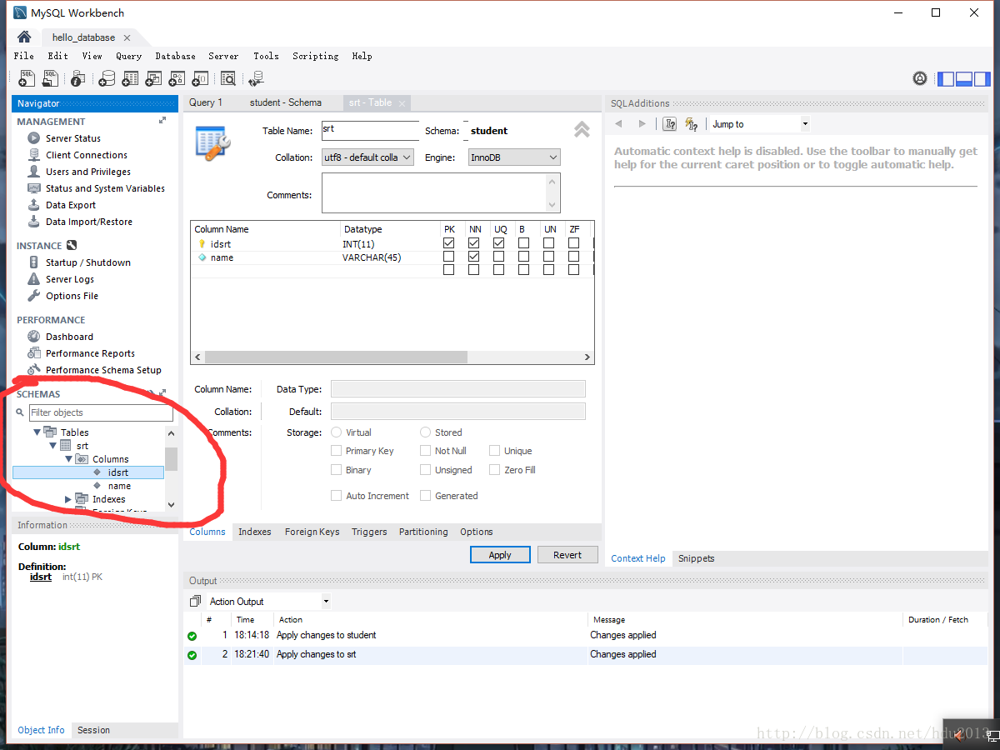 MySQL Workbench
hello_database
File Edit View Query Database Server Tools Scripting Help
Navigator
MANAGEMENT
Server Status
Client Connections
Users and Privileges
Status and System Variables
Data Export
Data Import/Restore
INSTANCE
Startup / Shutdown
Server Logs
Options File
PERFORMANCE
Dashboard
Performance Reports
Performance Schema Setup
SCHEMAS
Filter objects
Tables
srt
Columns
idsrt
name
Indexes
Foreign Keys
Information
Column: idsrt
Definition:
idsrt int(11) PK
Object Info Session
Query 1 student - Schema srt - Table
Table Name: srt Schema: student
Collation: utf8 - default colla Engine: InnoDB
Comments:
Column Name Datatype PK NN UQ B UN ZF
idsrt INT(11)
name VARCHAR(45)
Column Name: Data Type:
Collation: Default:
Comments: Storage: Virtual Stored
Primary Key Not Null Unique
Binary Unsigned Zero Fill
Auto Increment Generated
Columns Indexes Foreign Keys Triggers Partitioning Options
Apply Revert
SQLAdditions
Jump to
Automatic context help is disabled. Use the toolbar to manually get
help for the current caret position or to toggle automatic help.
Context Help Snippets
Output
Action Output
# Time Action Message Duration / Fetch
1 18:14:18 Apply changes to student Changes applied
2 18:21:40 Apply changes to srt Changes applied
http://blog.csdn.net/hdu2013